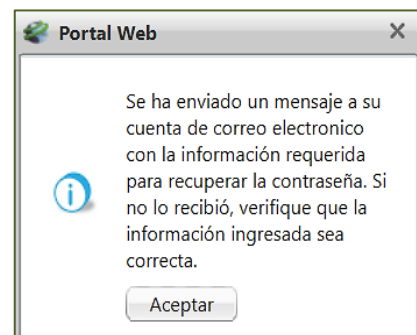 Portal Web
Se ha enviado un mensaje a su
cuenta de correo electronico
con la información requerida
para recuperar la contraseña. Si
no lo recibió, verifique que la
información ingresada sea
correcta.
Aceptar